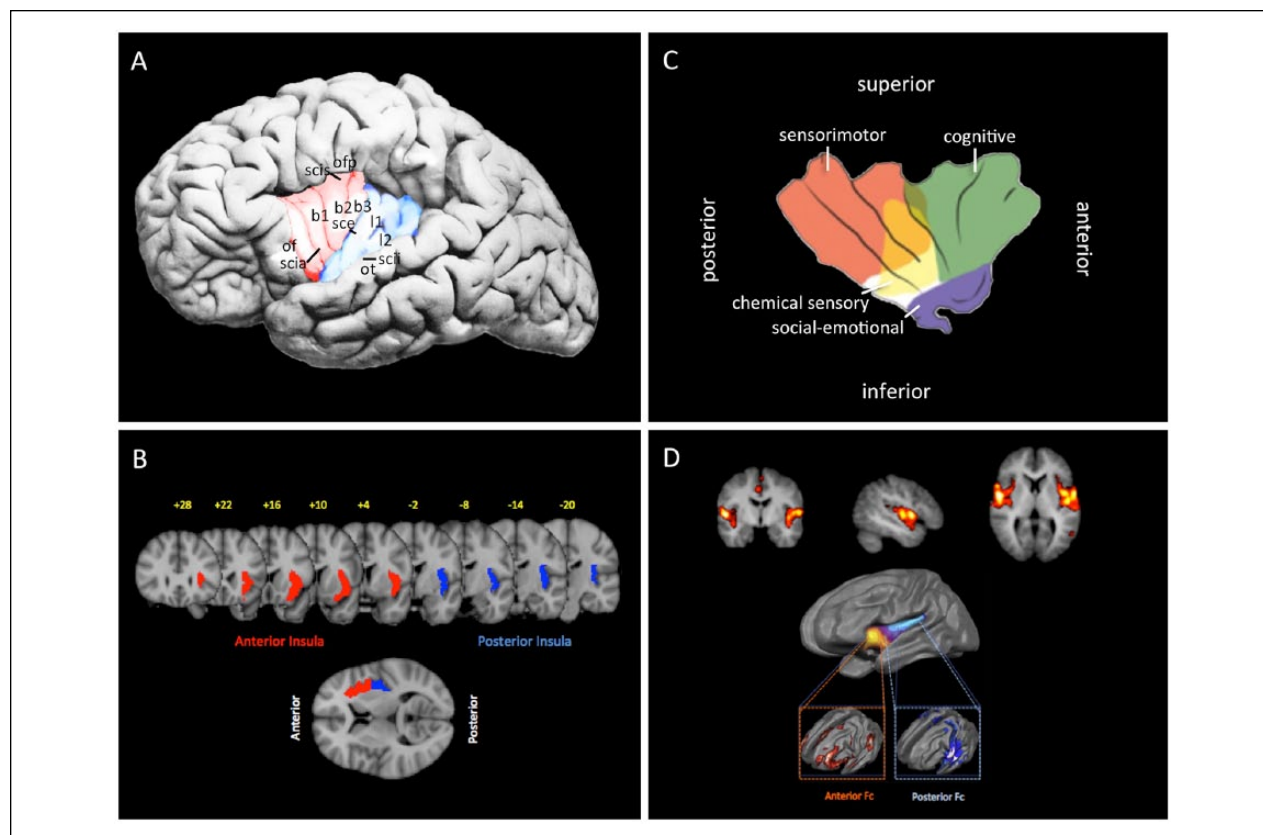 A
ofp
scis
b1
b2
b3
sce
l1
l2
of
scia
scii
ot
C
superior
sensorimotor
cognitive
posterior
anterior
chemical sensory
social-emotional
inferior
B
+28 +22 +16 +10 +4 -2 -8 -14 -20
Anterior Insula Posterior Insula
Anterior
Posterior
D
Anterior Fc Posterior Fc